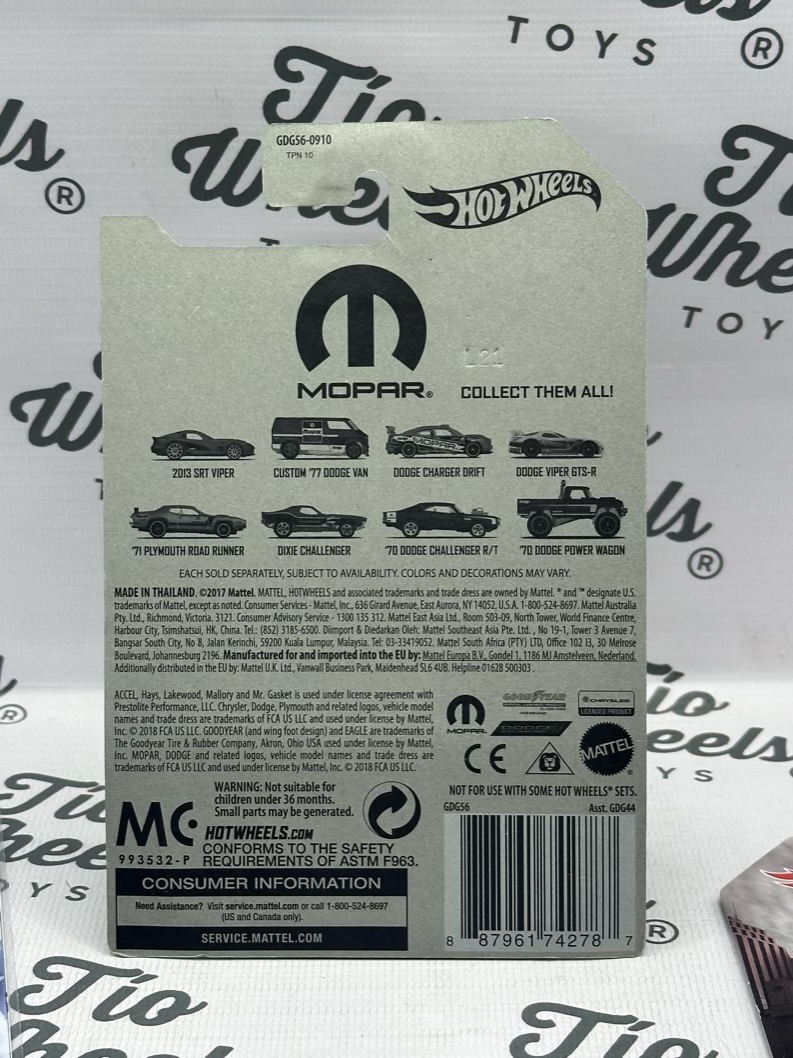 TOYS ®
Tío
Wheels
®
GDG56-0910
TPN 10
HOT WHEELS
MOPAR®
L21
COLLECT THEM ALL!
2013 SRT VIPER
CUSTOM '77 DODGE VAN
DODGE CHARGER DRIFT
DODGE VIPER GTS-R
'71 PLYMOUTH ROAD RUNNER
DIXIE CHALLENGER
'70 DODGE CHALLENGER R/T
'70 DODGE POWER WAGON
EACH SOLD SEPARATELY, SUBJECT TO AVAILABILITY. COLORS AND DECORATIONS MAY VARY.
MADE IN THAILAND. ©2017 Mattel. MATTEL, HOTWHEELS and associated trademarks and trade dress are owned by Mattel. ® and ™ designate U.S.
trademarks of Mattel, except as noted. Consumer Services - Mattel, Inc., 636 Girard Avenue, East Aurora, NY 14052, U.S.A. 1-800-524-8697. Mattel Australia
Pty. Ltd., Richmond, Victoria. 3121. Consumer Advisory Service - 1300 135 312. Mattel East Asia Ltd., Room 503-09, North Tower, World Finance Centre,
Harbour City, Tsimshatsui, HK, China. Tel.: (852) 3185-6500. Diimport & Diedarkan Oleh: Mattel Southeast Asia Pte. Ltd. , No 19-1, Tower 3 Avenue 7,
Bangsar South City, No 8, Jalan Kerinchi, 59200 Kuala Lumpur, Malaysia. Tel: 03-33419052. Mattel South Africa (PTY) LTD, Office 102 I3, 30 Melrose
Boulevard, Johannesburg 2196. Manufactured for and imported into the EU by: Mattel Europa B.V., Gondel 1, 1186 MJ Amstelveen, Nederland.
Additionally distributed in the EU by: Mattel U.K. Ltd., Vanwall Business Park, Maidenhead SL6 4UB. Helpline 01628 500303.
ACCEL, Hays, Lakewood, Mallory and Mr. Gasket is used under license agreement with
Prestolite Performance, LLC. Chrysler, Dodge, Plymouth and related logos, vehicle model
names and trade dress are trademarks of FCA US LLC and used under license by Mattel,
Inc. © 2018 FCA US LLC. GOODYEAR (and wing foot design) and EAGLE are trademarks of
The Goodyear Tire & Rubber Company, Akron, Ohio USA used under license by Mattel,
Inc. MOPAR, DODGE and related logos, vehicle model names and trade dress are
trademarks of FCA US LLC and used under license by Mattel, Inc. © 2018 FCA US LLC.
MOPAR.
GOODYEAR
DODGE
CHRYSLER
LICENSED PRODUCT
CE
MATTEL
WARNING: Not suitable for
children under 36 months.
Small parts may be generated.
MC
993532-P
HOTWHEELS.COM
CONFORMS TO THE SAFETY
REQUIREMENTS OF ASTM F963.
CONSUMER INFORMATION
Need Assistance? Visit service.mattel.com or call 1-800-524-8697
(US and Canada only).
SERVICE.MATTEL.COM
NOT FOR USE WITH SOME HOT WHEELS® SETS.
GDG56
Asst. GDG44
8 87961 74278 7
Tío